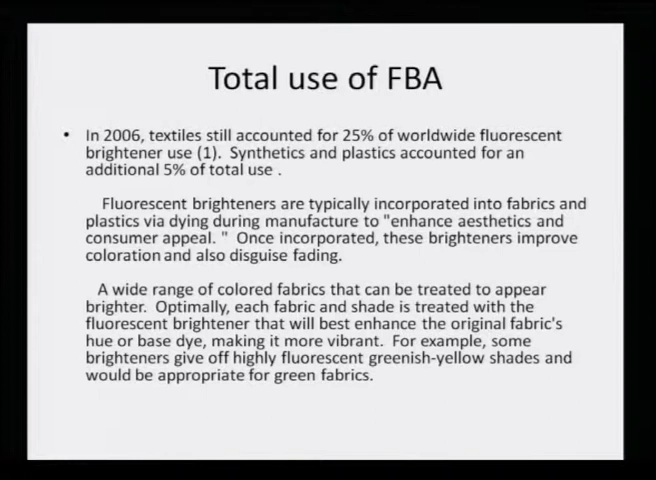 Total use of FBA
• In 2006, textiles still accounted for 25% of worldwide fluorescent
brightener use (1).  Synthetics and plastics accounted for an
additional 5% of total use .
Fluorescent brighteners are typically incorporated into fabrics and
plastics via dying during manufacture to "enhance aesthetics and
consumer appeal. "  Once incorporated, these brighteners improve
coloration and also disguise fading.
A wide range of colored fabrics that can be treated to appear
brighter.  Optimally, each fabric and shade is treated with the
fluorescent brightener that will best enhance the original fabric's
hue or base dye, making it more vibrant.  For example, some
brighteners give off highly fluorescent greenish-yellow shades and
would be appropriate for green fabrics.